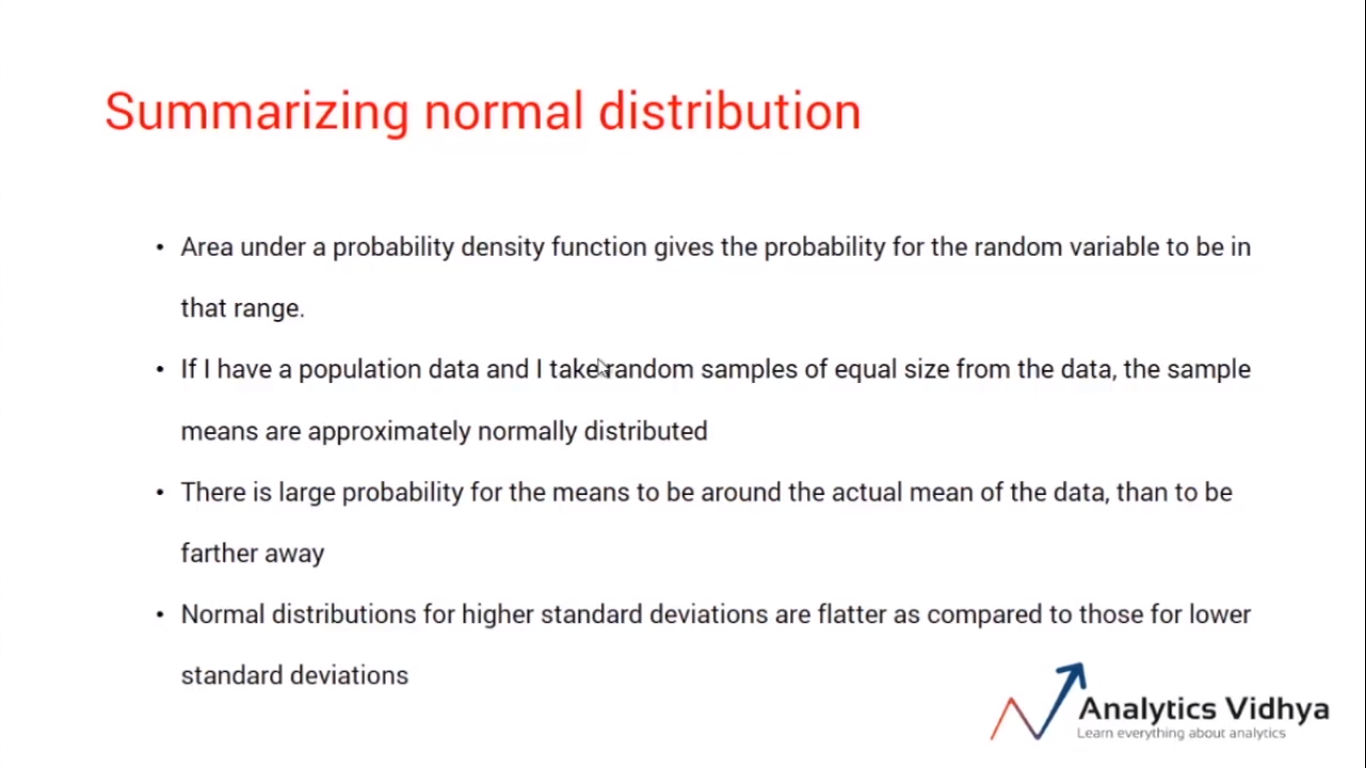 Summarizing normal distribution
• Area under a probability density function gives the probability for the random variable to be in
that range.
• If I have a population data and I take random samples of equal size from the data, the sample
means are approximately normally distributed
• There is large probability for the means to be around the actual mean of the data, than to be
farther away
• Normal distributions for higher standard deviations are flatter as compared to those for lower
standard deviations
Analytics Vidhya
Learn everything about analytics